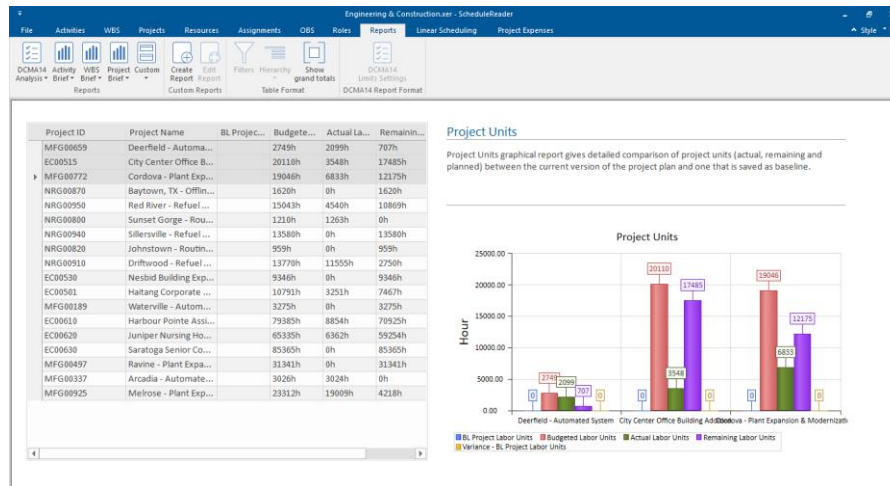 Engineering & Construction.xer - ScheduleReader
File Activities WBS Projects Resources Assignments OBS Roles Reports Linear Scheduling Project Expenses Style
DCMA14 Activity WBS Project Custom Create Edit Filters Hierarchy Show DCMA14
Analysis Brief Brief Brief Report Report grand totals Limits Settings
Reports Custom Reports Table Format DCMA14 Report Format
Project ID Project Name BL Projec... Budgete... Actual La... Remainin...
MFG00659 Deerfield - Automa... 2749h 2099h 707h
EC00515 City Center Office B... 20110h 3548h 17485h
MFG00772 Cordova - Plant Exp... 19046h 6833h 12175h
NRG00870 Baytown, TX - Offlin... 1620h 0h 1620h
NRG00950 Red River - Refuel ... 15043h 4540h 10869h
NRG00800 Sunset Gorge - Rou... 1210h 1263h 0h
NRG00940 Sillersville - Refuel ... 13580h 0h 13580h
NRG00820 Johnstown - Routin... 959h 0h 959h
NRG00910 Driftwood - Refuel ... 13770h 11555h 2750h
EC00530 Nesbid Building Exp... 9346h 0h 9346h
EC00501 Haitang Corporate ... 10791h 3251h 7467h
MFG00189 Waterville - Autom... 3275h 0h 3275h
EC00610 Harbour Pointe Assi... 79385h 8854h 70925h
EC00620 Juniper Nursing Ho... 65335h 6362h 59254h
EC00630 Saratoga Senior Co... 85365h 0h 85365h
MFG00497 Ravine - Plant Expa... 31341h 0h 31341h
MFG00337 Arcadia - Automate... 3026h 3024h 0h
MFG00925 Melrose - Plant Exp... 23312h 19009h 4218h
Project Units
Project Units graphical report gives detailed comparison of project units (actual, remaining and
planned) between the current version of the project plan and one that is saved as baseline.
Project Units
25000.00
20000.00
15000.00
10000.00
5000.00
0.00
Hour
0 2749 2099 707 0
0 20110 3548 17485 0
0 19046 6833 12175 0
Deerfield - Automated System City Center Office Building Addition Cordova - Plant Expansion & Modernizati
BL Project Labor Units Budgeted Labor Units Actual Labor Units Remaining Labor Units
Variance - BL Project Labor Units